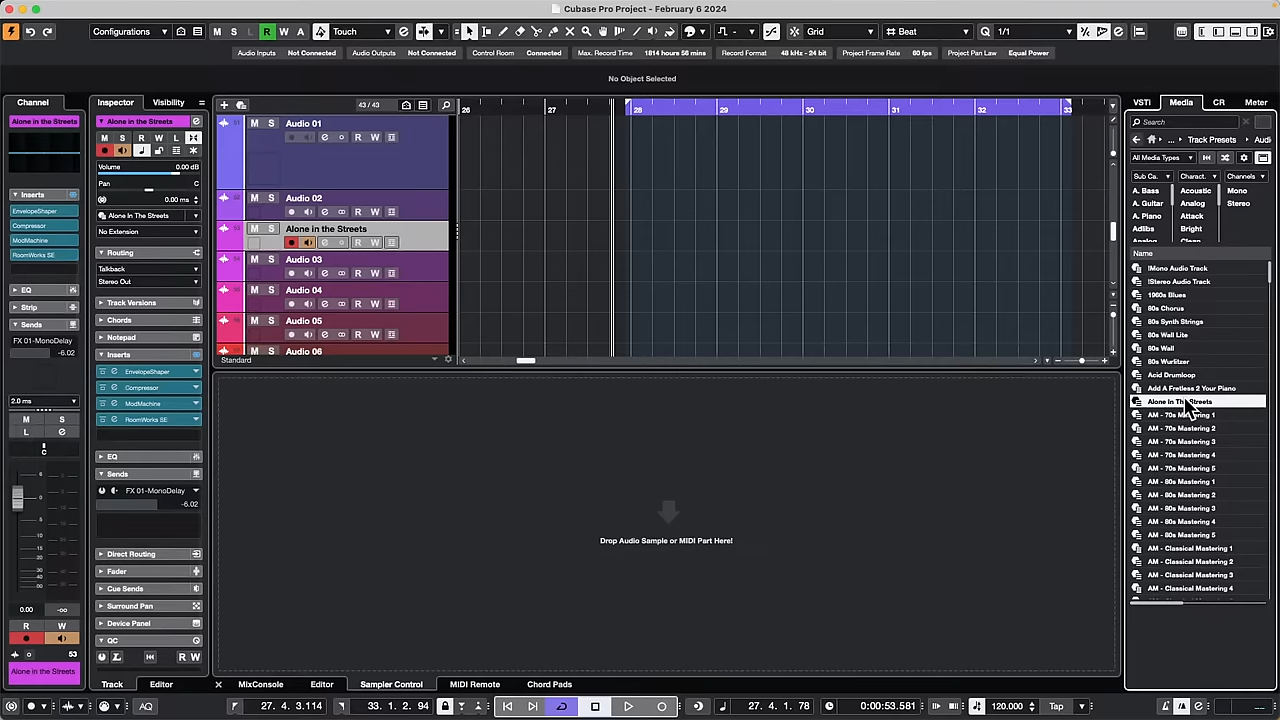 Cubase Pro Project - February 6 2024
Configurations
M S L R W A
Touch
Grid
Beat
Q 1/1
Audio Inputs Not Connected Audio Outputs Not Connected Control Room Connected Max. Record Time 1814 hours 56 mins Record Format 48 kHz - 24 bit Project Frame Rate 60 fps Project Pan Law Equal Power
No Object Selected
Channel
Alone in the Streets
Inserts
EnvelopeShaper
Compressor
ModMachine
RoomWorks SE
EQ
Strip
Sends
FX 01-MonoDelay
-6.02
2.0 ms
M S
L
C
0.00 -oo
R W
53
Alone in the Streets
Inspector Visibility
Alone in the Streets
M S R W L
Volume 0.00 dB
Pan C
0.00 ms
Alone In The Streets
No Extension
Routing
Talkback
Stereo Out
Track Versions
Chords
Notepad
Inserts
EnvelopeShaper
Compressor
ModMachine
RoomWorks SE
EQ
Sends
FX 01-MonoDelay
-6.02
Direct Routing
Fader
Cue Sends
Surround Pan
Device Panel
QC
R W
Track Editor
43 / 43
M S Audio 01
R W
M S Audio 02
R W
M S Alone in the Streets
R W
M S Audio 03
R W
M S Audio 04
R W
M S Audio 05
R W
M S Audio 06
Standard
26 27 28 29 30 31 32 33
Drop Audio Sample or MIDI Part Here!
MixConsole Editor Sampler Control MIDI Remote Chord Pads
VSTi Media CR Meter
Search
... Track Presets Audi
All Media Types
Sub Ca. Charact. Channels
A. Bass Acoustic Mono
A. Guitar Analog Stereo
A. Piano Attack
Adlibs Bright
Analog Clean
Name
!Mono Audio Track
!Stereo Audio Track
1960s Blues
80s Chorus
80s Synth Strings
80s Wall Lite
80s Wall
80s Wurlitzer
Acid Drumloop
Add A Fretless 2 Your Piano
Alone In The Streets
AM - 70s Mastering 1
AM - 70s Mastering 2
AM - 70s Mastering 3
AM - 70s Mastering 4
AM - 70s Mastering 5
AM - 80s Mastering 1
AM - 80s Mastering 2
AM - 80s Mastering 3
AM - 80s Mastering 4
AM - 80s Mastering 5
AM - Classical Mastering 1
AM - Classical Mastering 2
AM - Classical Mastering 3
AM - Classical Mastering 4
AQ
27. 4. 3.114
33. 1. 2. 94
27. 4. 1. 78
0:00:53.581
120.000
Tap